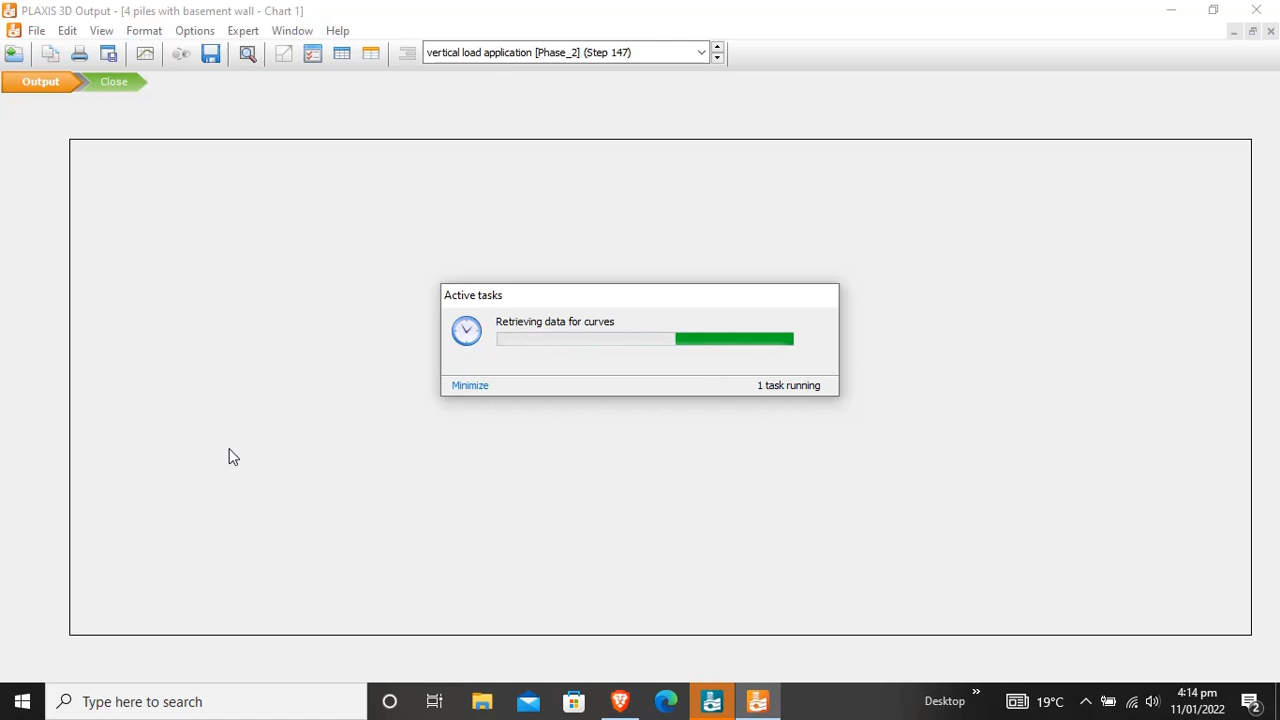 PLAXIS 3D Output - [4 piles with basement wall - Chart 1]
File Edit View Format Options Expert Window Help
vertical load application [Phase_2] (Step 147)
Output Close
Active tasks
Retrieving data for curves
Minimize 1 task running
Type here to search Desktop » 19°C 4:14 pm
11/01/2022 2